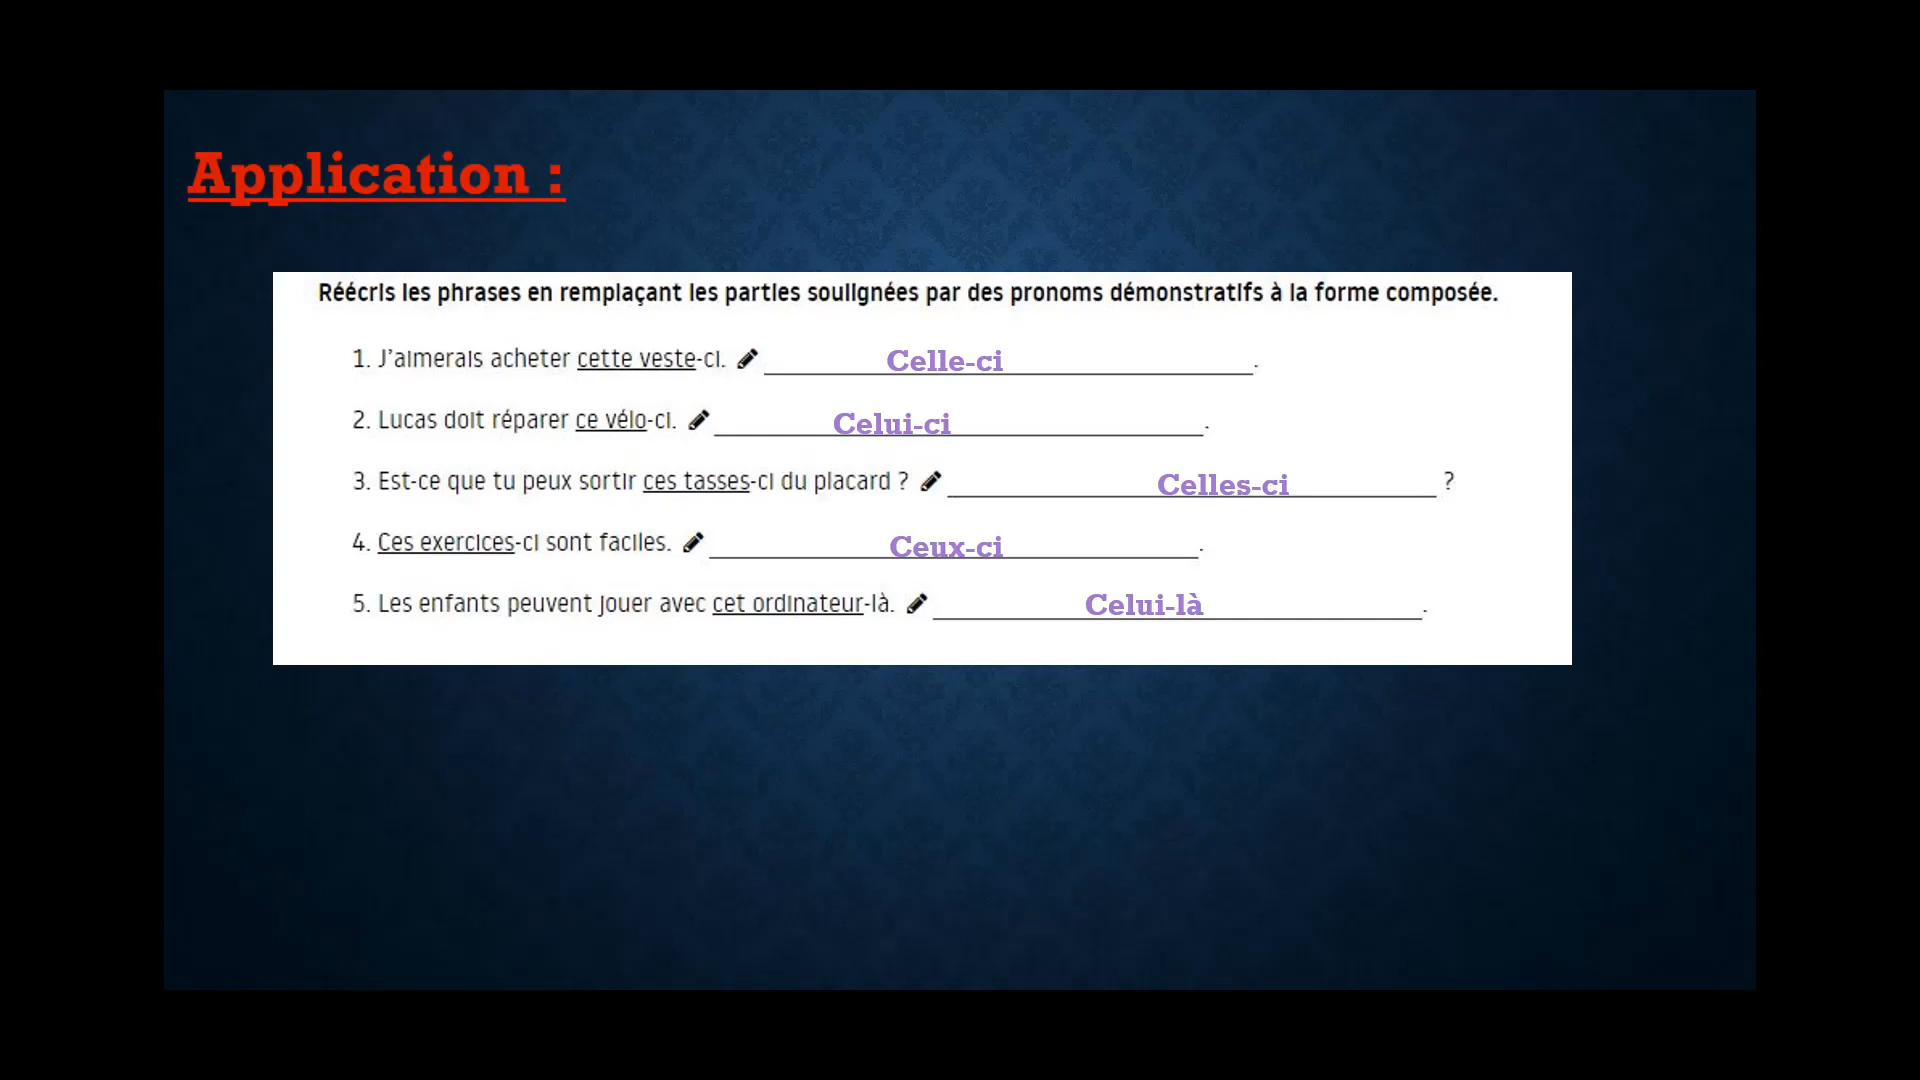 Application :
Réécris les phrases en remplaçant les parties soulignées par des pronoms démonstratifs à la forme composée.
1. J'aimerais acheter cette veste-ci. Celle-ci.
2. Lucas doit réparer ce vélo-ci. Celui-ci.
3. Est-ce que tu peux sortir ces tasses-ci du placard ? Celles-ci ?
4. Ces exercices-ci sont faciles. Ceux-ci.
5. Les enfants peuvent jouer avec cet ordinateur-là. Celui-là.